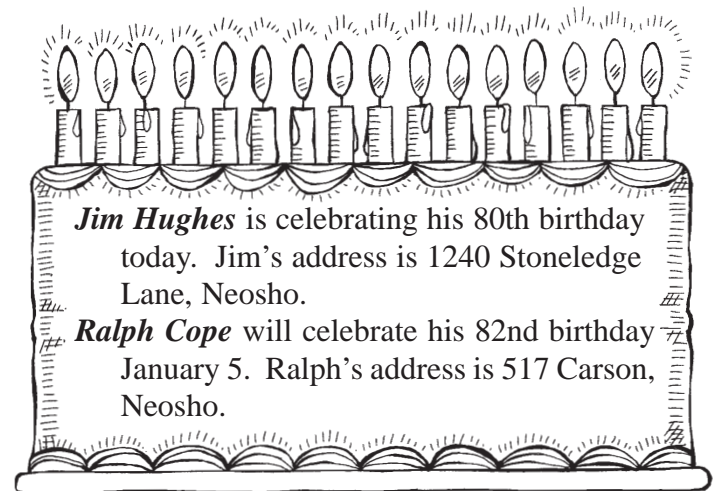 Jim Hughes is celebrating his 80th birthday
today. Jim's address is 1240 Stoneledge
Lane, Neosho.
Ralph Cope will celebrate his 82nd birthday
January 5. Ralph's address is 517 Carson,
Neosho.